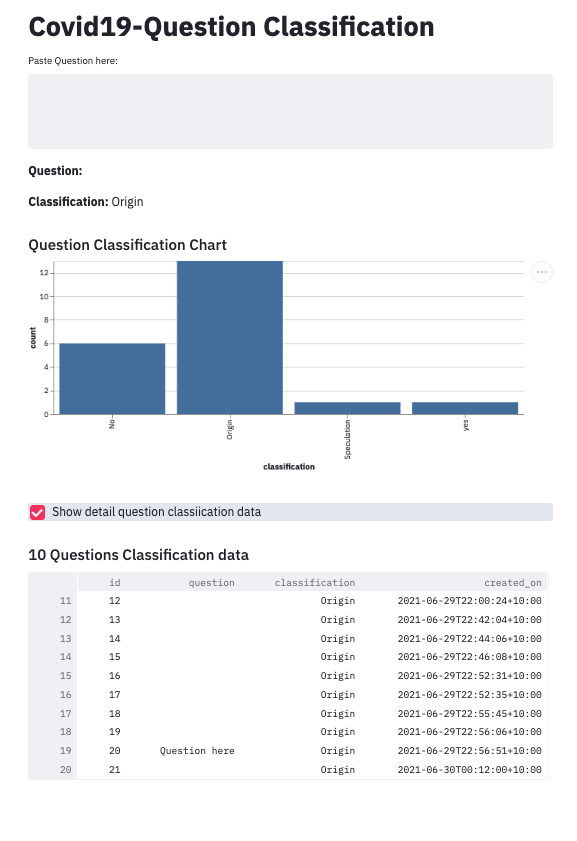 Covid19-Question Classification
Paste Question here:
Question:
Classification: Origin
Question Classification Chart
12
10
8
6
4
2
0
count
No
Origin
Speculation
yes
classification
Show detail question classiication data
10 Questions Classification data
id question classification created_on
11 12 Origin 2021-06-29T22:00:24+10:00
12 13 Origin 2021-06-29T22:42:04+10:00
13 14 Origin 2021-06-29T22:44:06+10:00
14 15 Origin 2021-06-29T22:46:08+10:00
15 16 Origin 2021-06-29T22:52:31+10:00
16 17 Origin 2021-06-29T22:52:35+10:00
17 18 Origin 2021-06-29T22:55:45+10:00
18 19 Origin 2021-06-29T22:56:06+10:00
19 20 Question here Origin 2021-06-29T22:56:51+10:00
20 21 Origin 2021-06-30T00:12:00+10:00